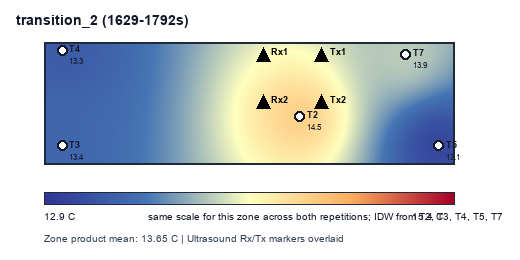 transition_2 (1629-1792s)
T4
13.3
Rx1
Tx1
T7
13.9
Rx2
Tx2
T2
14.5
T3
13.4
T5
13.1
12.9 C
same scale for this zone across both repetitions; IDW from T2, T3, T4, T5, T7
Zone product mean: 13.65 C | Ultrasound Rx/Tx markers overlaid